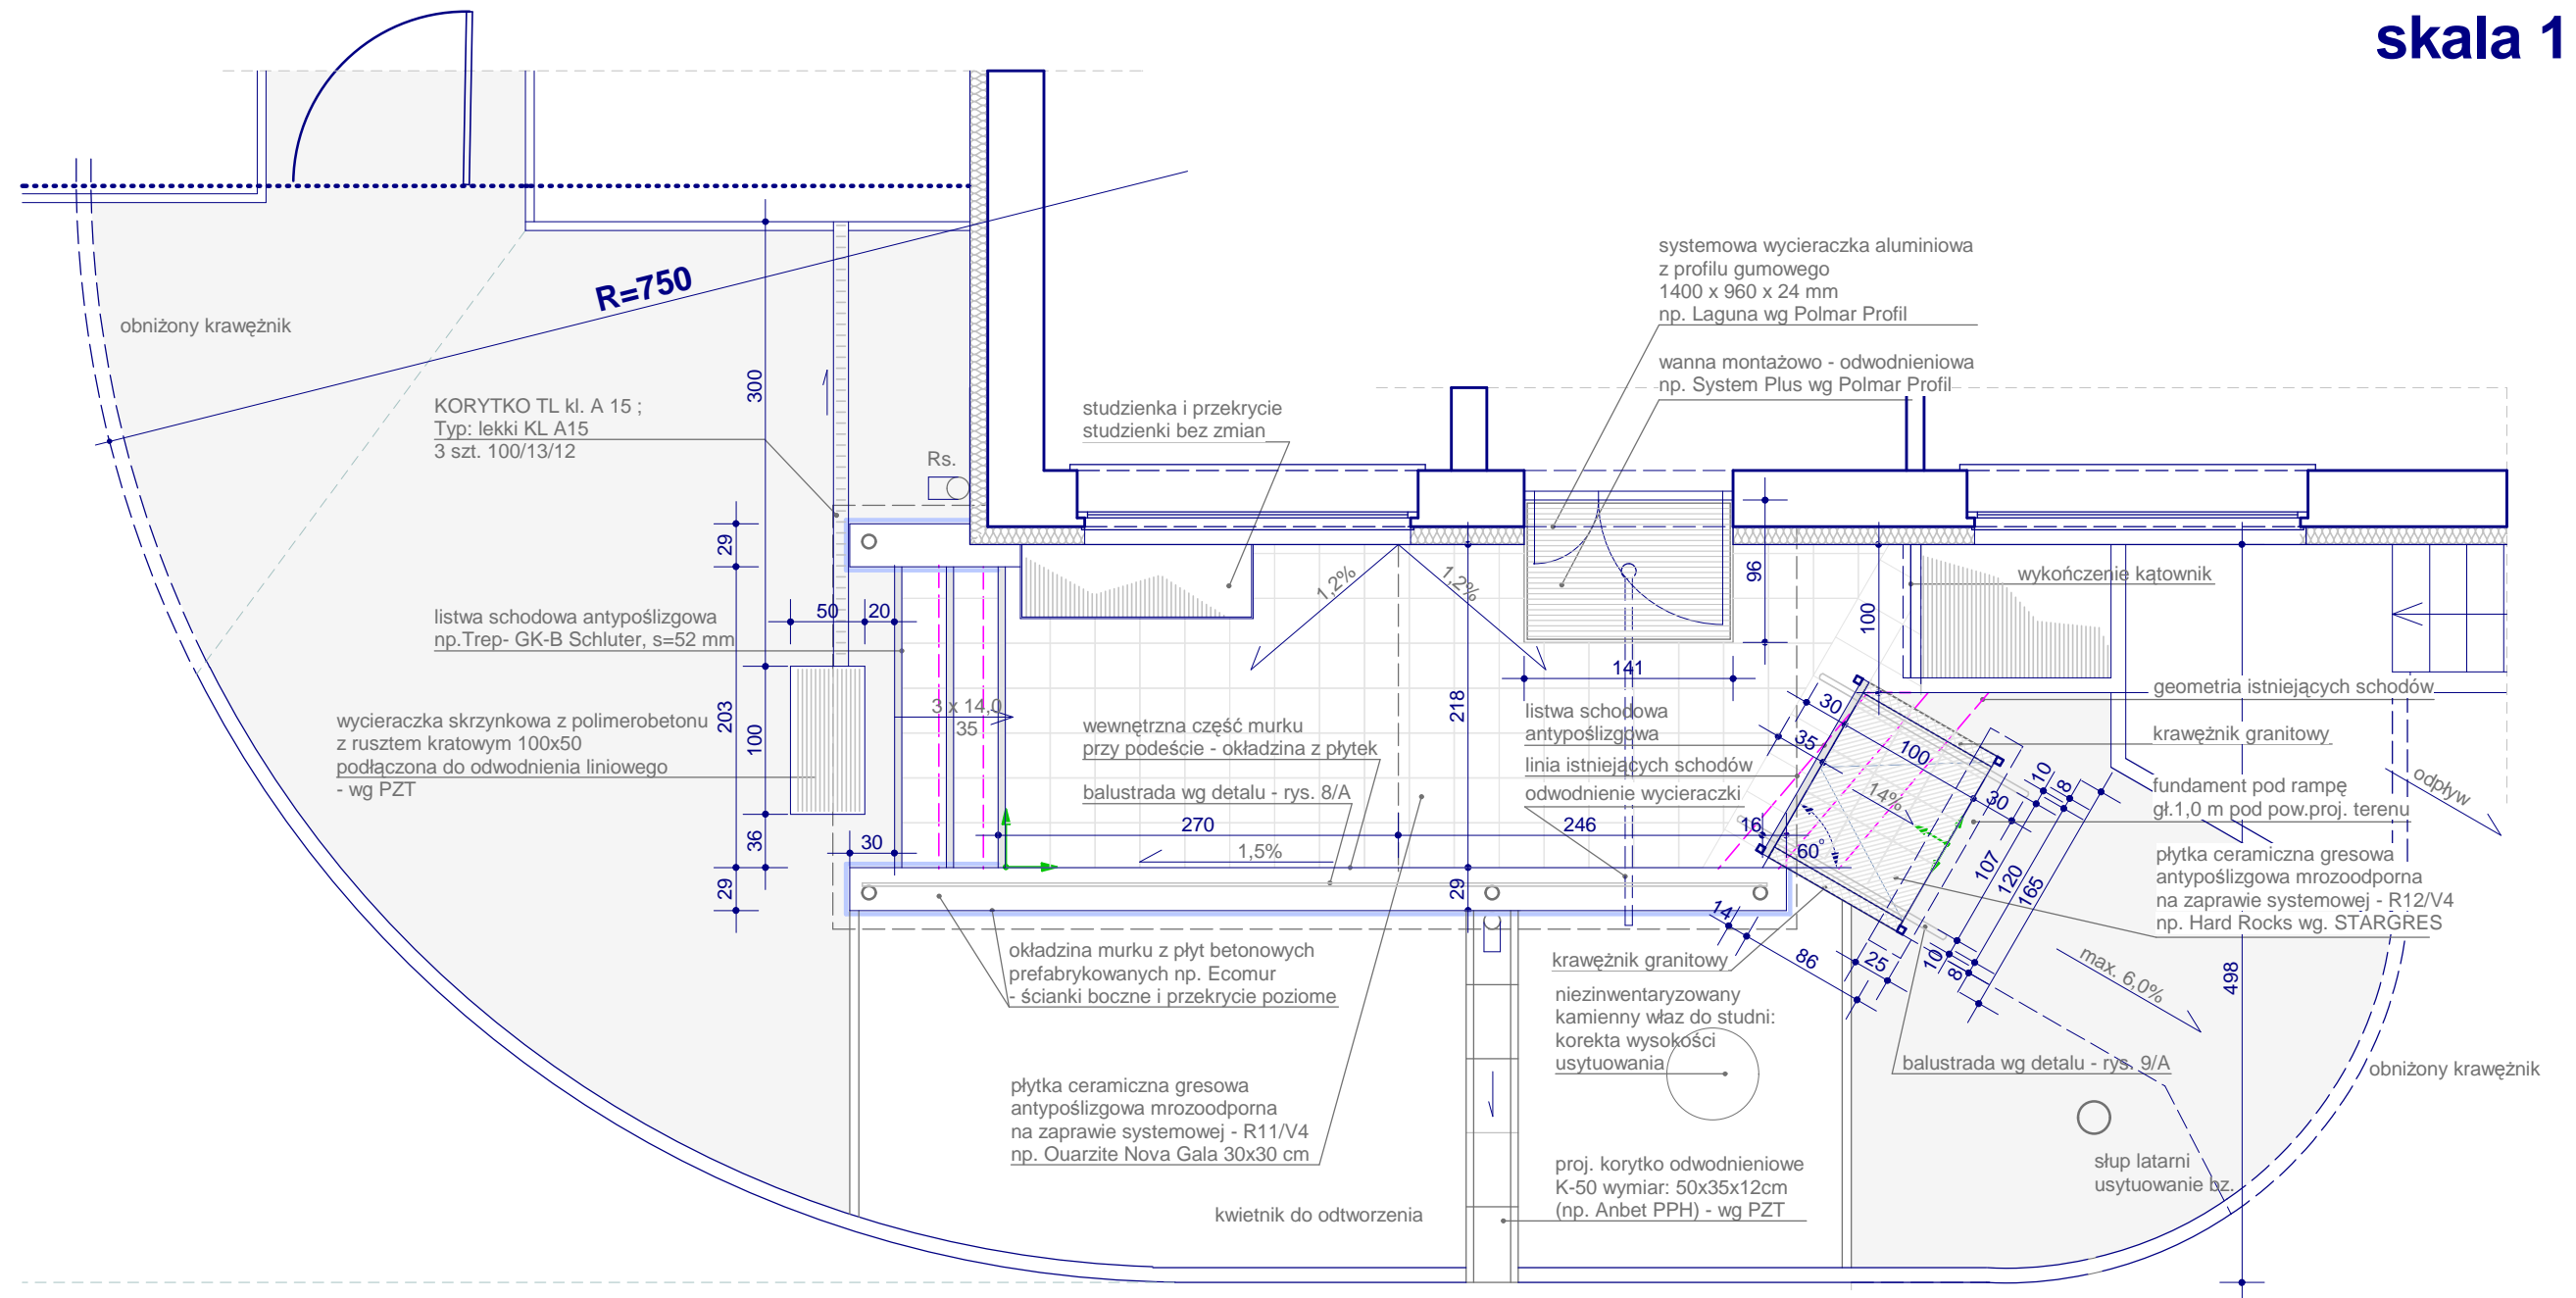 skala 1
R=750
obniżony krawężnik
300
KORYTKO TL kl. A 15 ;
Typ: lekki KL A15
3 szt. 100/13/12
Rs.
studzienka i przekrycie
studzienki bez zmian
systemowa wycieraczka aluminiowa
z profilu gumowego
1400 x 960 x 24 mm
np. Laguna wg Polmar Profil
wanna montażowo - odwodnieniowa
np. System Plus wg Polmar Profil
29
50
20
listwa schodowa antypoślizgowa
np.Trep- GK-B Schluter, s=52 mm
203
100
36
29
30
wycieraczka skrzynkowa z polimerobetonu
z rusztem kratowym 100x50
podłączona do odwodnienia liniowego
- wg PZT
3 x 14,0
35
1,2%
1,2%
96
100
141
218
wykończenie kątownik
geometria istniejących schodów
krawężnik granitowy
fundament pod rampę
gł.1,0 m pod pow.proj. terenu
odpływ
płytka ceramiczna gresowa
antypoślizgowa mrozoodporna
na zaprawie systemowej - R12/V4
np. Hard Rocks wg. STARGRES
wewnętrzna część murku
przy podeście - okładzina z płytek
balustrada wg detalu - rys. 8/A
listwa schodowa
antypoślizgowa
linia istniejących schodów
odwodnienie wycieraczki
270
246
16
1,5%
29
30
35
100
14%
30
10
8
60°
107
120
165
14
86
25
10
8
okładzina murku z płyt betonowych
prefabrykowanych np. Ecomur
- ścianki boczne i przekrycie poziome
krawężnik granitowy
niezinwentaryzowany
kamienny właz do studni:
korekta wysokości
usytuowania
max. 6,0%
498
balustrada wg detalu - rys. 9/A
obniżony krawężnik
płytka ceramiczna gresowa
antypoślizgowa mrozoodporna
na zaprawie systemowej - R11/V4
np. Ouarzite Nova Gala 30x30 cm
proj. korytko odwodnieniowe
K-50 wymiar: 50x35x12cm
(np. Anbet PPH) - wg PZT
słup latarni
usytuowanie bz.
kwietnik do odtworzenia